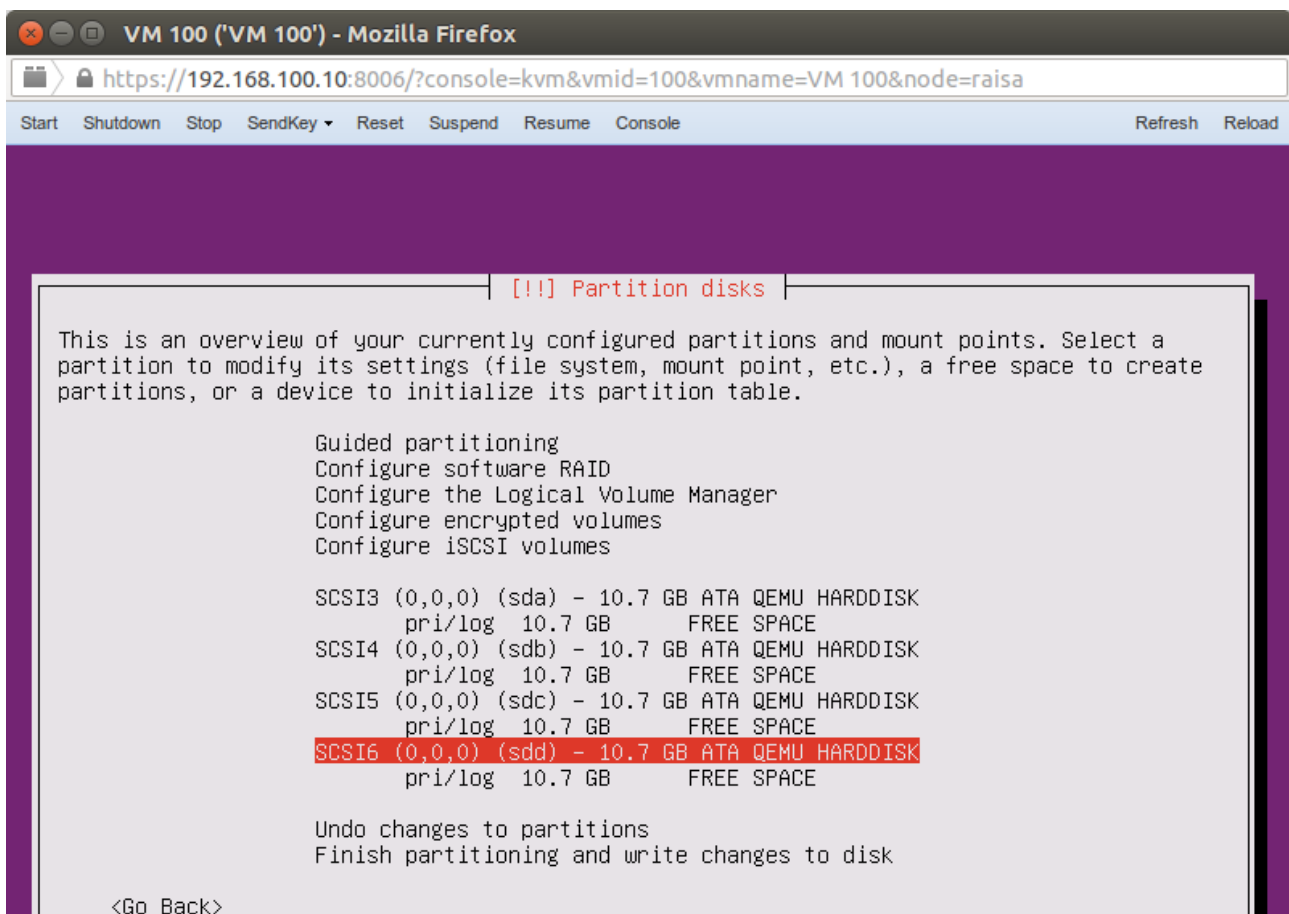 VM 100 ('VM 100') - Mozilla Firefox
https://192.168.100.10:8006/?console=kvm&vmid=100&vmname=VM 100&node=raisa
Start Shutdown Stop SendKey Reset Suspend Resume Console Refresh Reload
[!!] Partition disks
This is an overview of your currently configured partitions and mount points. Select a
partition to modify its settings (file system, mount point, etc.), a free space to create
partitions, or a device to initialize its partition table.
Guided partitioning
Configure software RAID
Configure the Logical Volume Manager
Configure encrypted volumes
Configure iSCSI volumes
SCSI3 (0,0,0) (sda) – 10.7 GB ATA QEMU HARDDISK
pri/log 10.7 GB FREE SPACE
SCSI4 (0,0,0) (sdb) – 10.7 GB ATA QEMU HARDDISK
pri/log 10.7 GB FREE SPACE
SCSI5 (0,0,0) (sdc) – 10.7 GB ATA QEMU HARDDISK
pri/log 10.7 GB FREE SPACE
SCSI6 (0,0,0) (sdd) – 10.7 GB ATA QEMU HARDDISK
pri/log 10.7 GB FREE SPACE
Undo changes to partitions
Finish partitioning and write changes to disk
<Go Back>